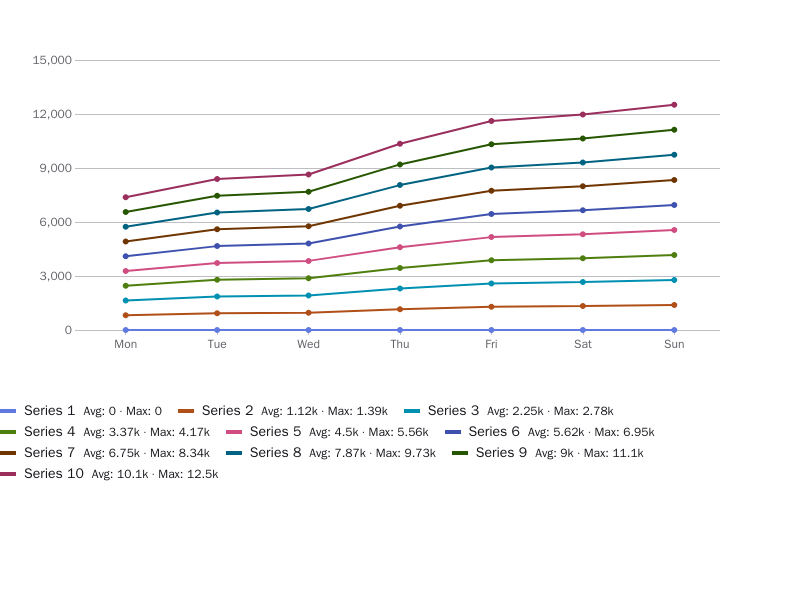 15,000
12,000
9,000
6,000
3,000
0
Mon Tue Wed Thu Fri Sat Sun
Series 1 Avg: 0 · Max: 0 Series 2 Avg: 1.12k · Max: 1.39k Series 3 Avg: 2.25k · Max: 2.78k
Series 4 Avg: 3.37k · Max: 4.17k Series 5 Avg: 4.5k · Max: 5.56k Series 6 Avg: 5.62k · Max: 6.95k
Series 7 Avg: 6.75k · Max: 8.34k Series 8 Avg: 7.87k · Max: 9.73k Series 9 Avg: 9k · Max: 11.1k
Series 10 Avg: 10.1k · Max: 12.5k